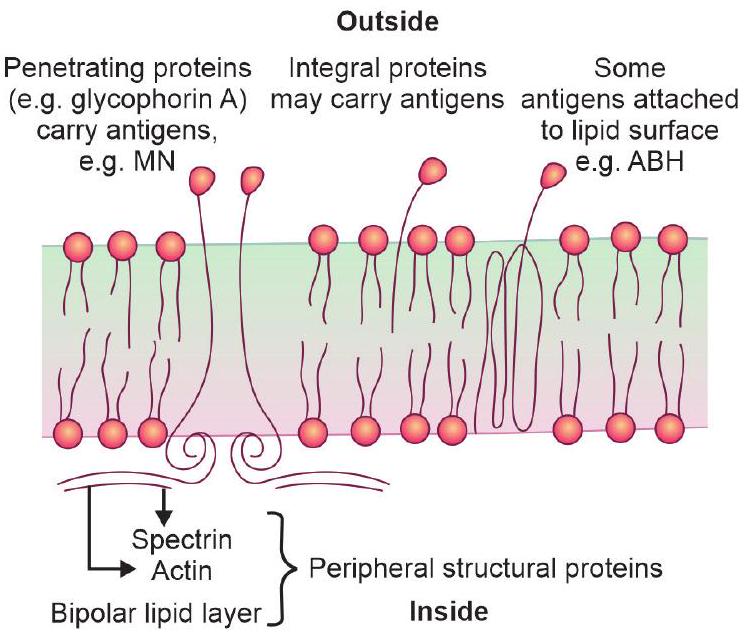 Outside
Penetrating proteins
(e.g. glycophorin A)
carry antigens,
e.g. MN
Integral proteins
may carry antigens
Some
antigens attached
to lipid surface
e.g. ABH
Spectrin
Actin
Bipolar lipid layer
Peripheral structural proteins
Inside